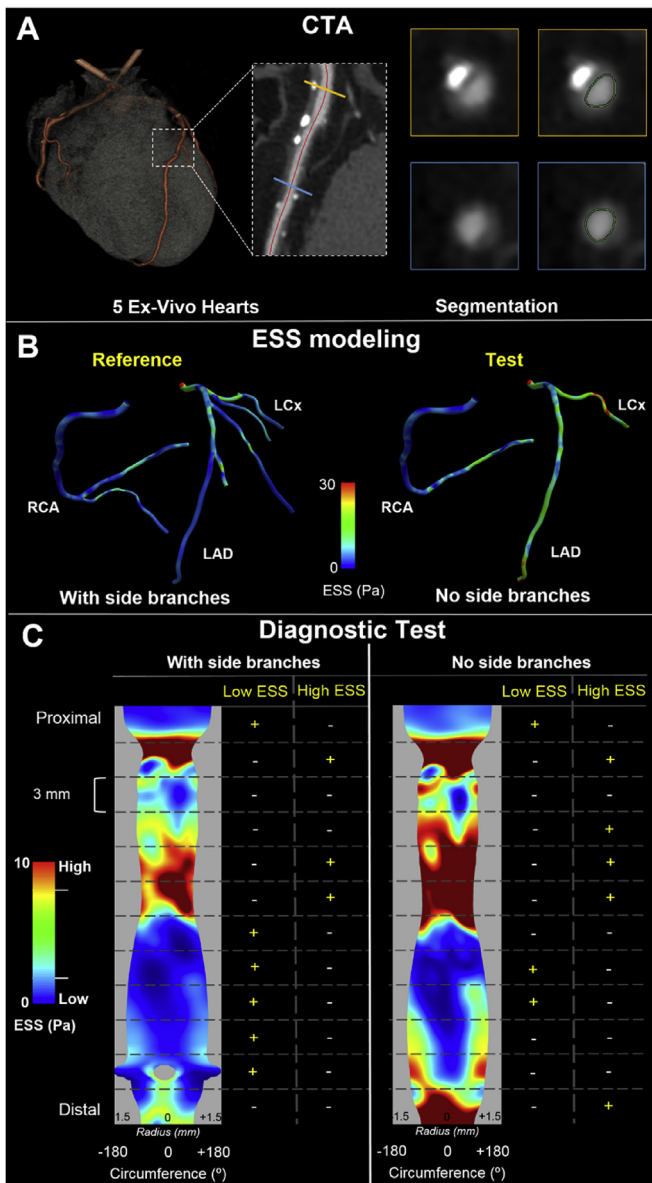 A
CTA
5 Ex-Vivo Hearts
Segmentation
B
ESS modeling
Reference
Test
LCx
LCx
RCA
RCA
LAD
LAD
30
0
ESS (Pa)
With side branches
No side branches
C
Diagnostic Test
With side branches
No side branches
Low ESS High ESS
Low ESS High ESS
Proximal + - + -
- + - +
3 mm - - - -
- - - +
- + - +
- + - +
+ - - -
+ - + -
+ - + -
+ - - -
+ - - -
Distal - - - +
10 High
0 Low
ESS (Pa)
1.5 0 +1.5
1.5 0 +1.5
Radius (mm)
Radius (mm)
-180 0 +180
-180 0 +180
Circumference (º)
Circumference (º)